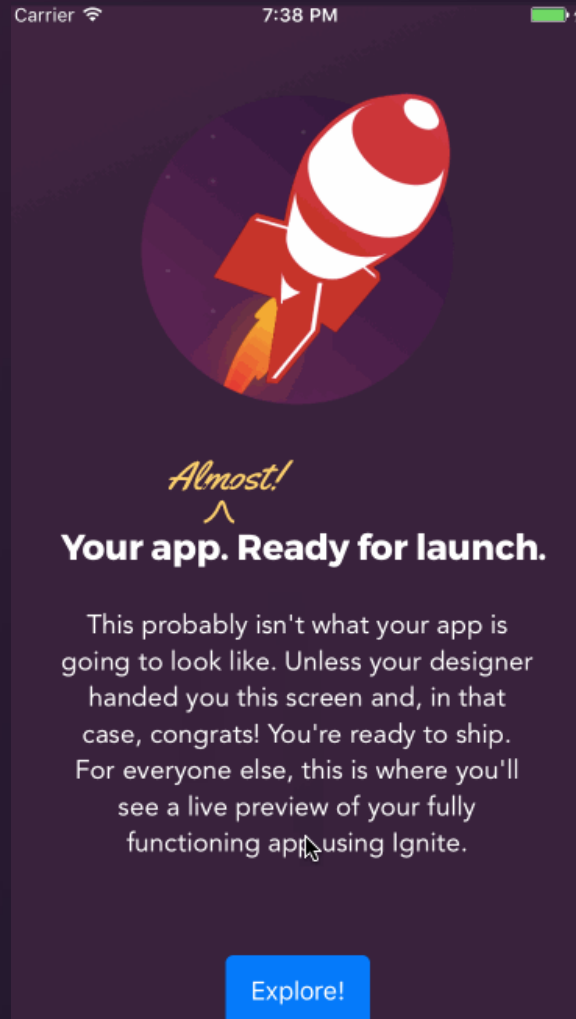 Carrier 7:38 PM
Almost!
Your app. Ready for launch.
This probably isn't what your app is
going to look like. Unless your designer
handed you this screen and, in that
case, congrats! You're ready to ship.
For everyone else, this is where you'll
see a live preview of your fully
functioning app using Ignite.
Explore!